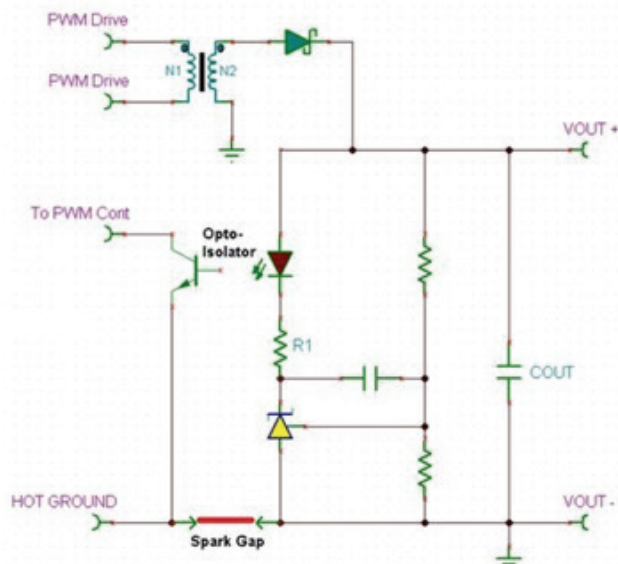 PWM Drive
N1 N2
PWM Drive
VOUT +
To PWM Cont
Opto-
Isolator
R1
COUT
HOT GROUND
VOUT -
Spark Gap